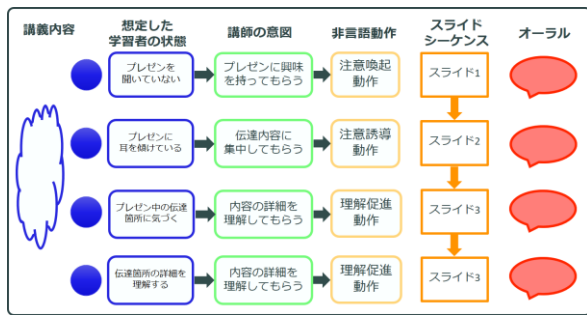 講義内容
想定した
学習者の状態
講師の意図
非言語動作
スライド
シーケンス
オーラル
プレゼンを
聞いていない
プレゼンに興味
を持ってもらう
注意喚起
動作
スライド1
プレゼンに
耳を傾けている
伝達内容に
集中してもらう
注意誘導
動作
スライド2
プレゼン中の伝達
箇所に気づく
内容の詳細を
理解してもらう
理解促進
動作
スライド3
伝達箇所の詳細を
理解する
内容の詳細を
理解してもらう
理解促進
動作
スライド3